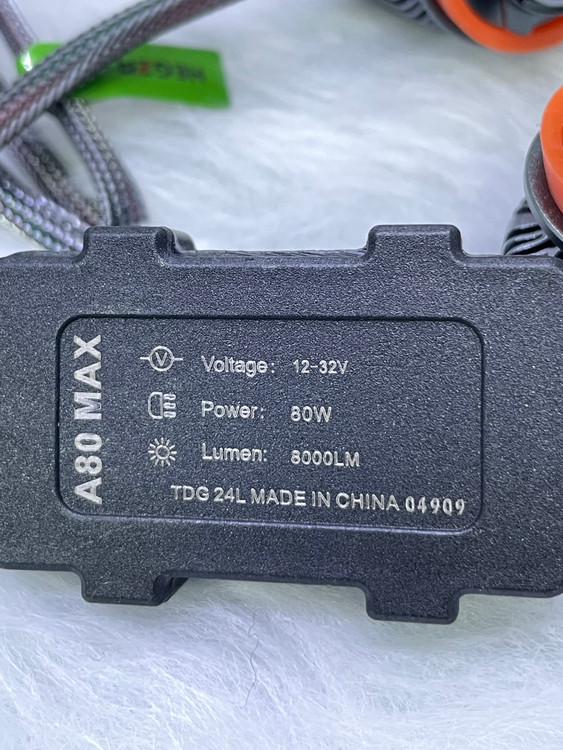 A80 MAX
Voltage: 12-32V
Power: 80W
Lumen: 8000LM
TDG 24L MADE IN CHINA 04909